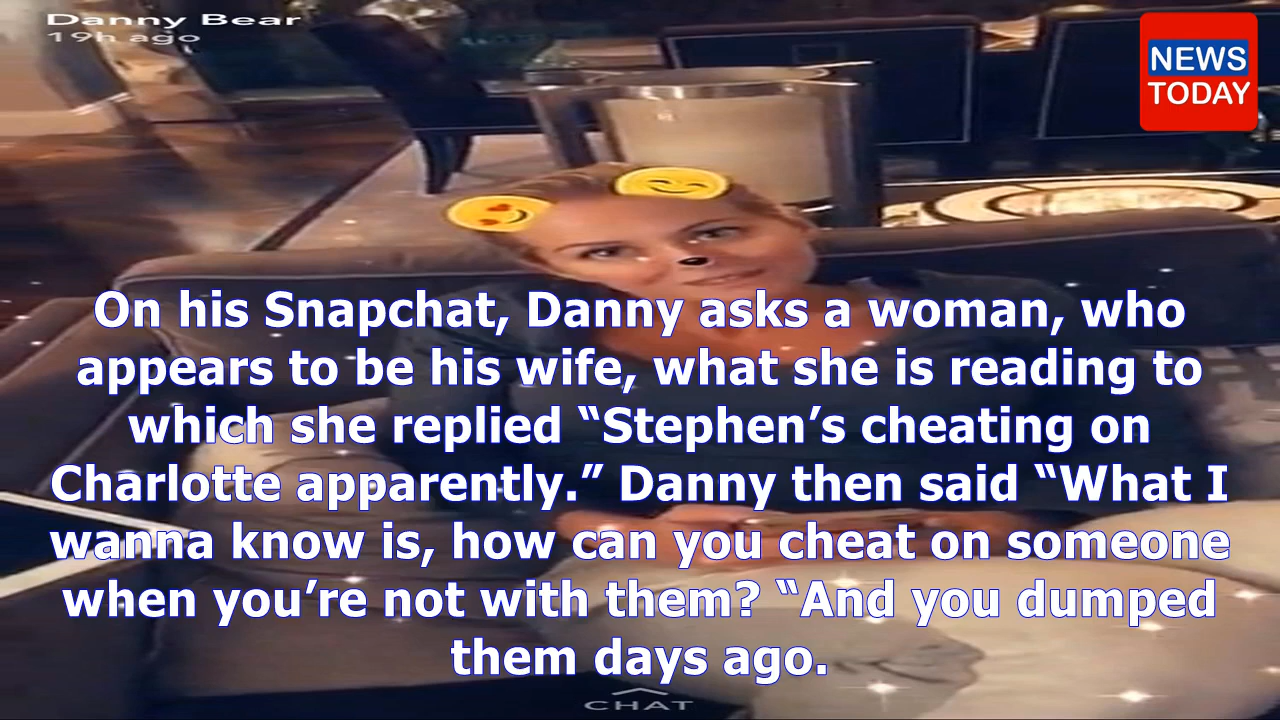 Danny Bear
19h ago
NEWS
TODAY
On his Snapchat, Danny asks a woman, who
appears to be his wife, what she is reading to
which she replied “Stephen’s cheating on
Charlotte apparently.” Danny then said “What I
wanna know is, how can you cheat on someone
when you’re not with them? “And you dumped
them days ago.
CHAT